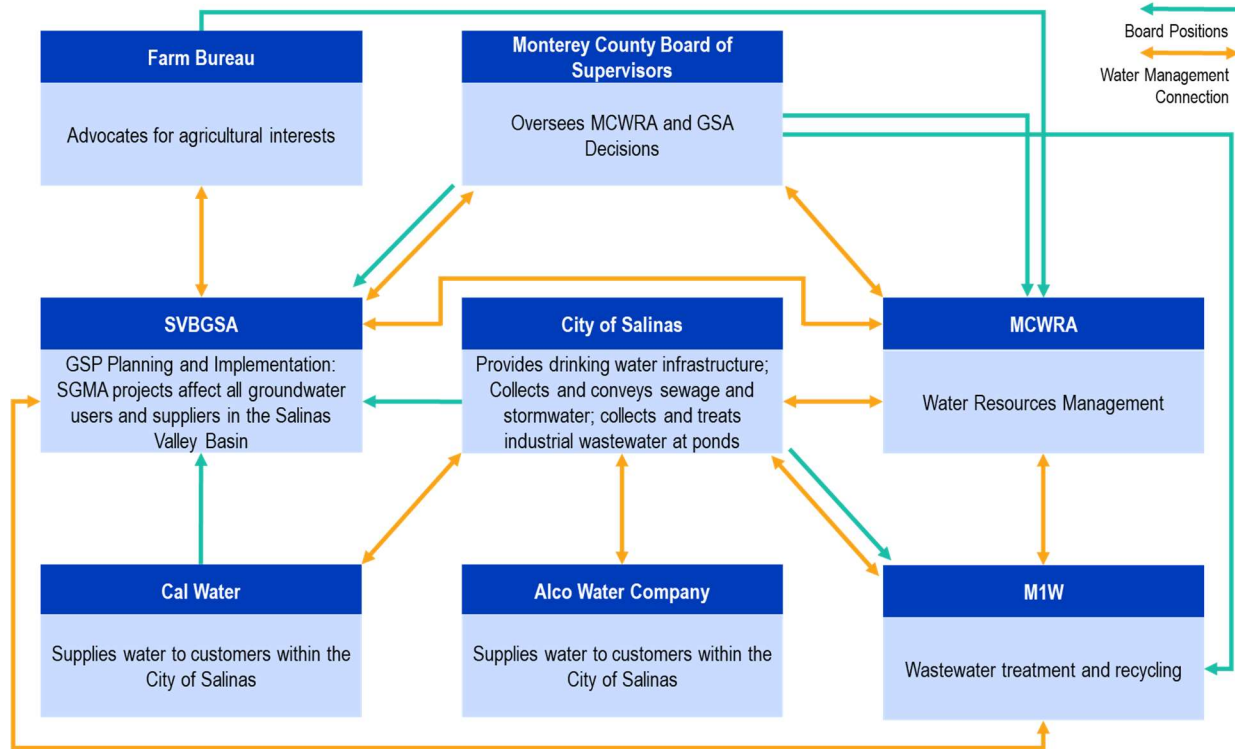 Board Positions
Water Management
Connection
Farm Bureau
Advocates for agricultural interests
Monterey County Board of
Supervisors
Oversees MCWRA and GSA
Decisions
SVBGSA
GSP Planning and Implementation:
SGMA projects affect all groundwater
users and suppliers in the Salinas
Valley Basin
City of Salinas
Provides drinking water infrastructure;
Collects and conveys sewage and
stormwater; collects and treats
industrial wastewater at ponds
MCWRA
Water Resources Management
Cal Water
Supplies water to customers within the
City of Salinas
Alco Water Company
Supplies water to customers within the
City of Salinas
M1W
Wastewater treatment and recycling